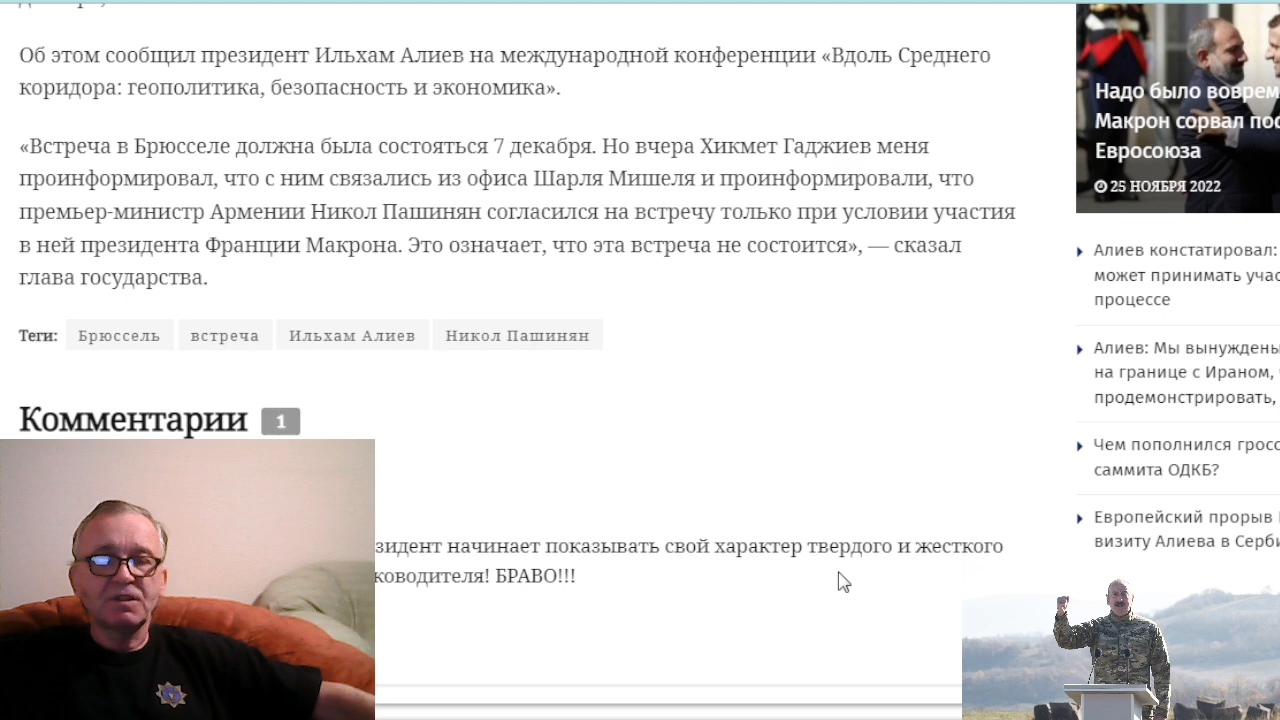 Об этом сообщил президент Ильхам Алиев на международной конференции «Вдоль Среднего
коридора: геополитика, безопасность и экономика».
«Встреча в Брюсселе должна была состояться 7 декабря. Но вчера Хикмет Гаджиев меня
проинформировал, что с ним связались из офиса Шарля Мишеля и проинформировали, что
премьер-министр Армении Никол Пашинян согласился на встречу только при условии участия
в ней президента Франции Макрона. Это означает, что эта встреча не состоится», — сказал
глава государства.
Теги: Брюссель встреча Ильхам Алиев Никол Пашинян
Комментарии 1
зидент начинает показывать свой характер твердого и жесткого
ководителя! БРАВО!!!
Надо было воврем
Макрон сорвал пос
Евросоюза
25 НОЯБРЯ 2022
Алиев констатировал:
может принимать учас
процессе
Алиев: Мы вынуждены
на границе с Ираном,
продемонстрировать,
Чем пополнился гросс
саммита ОДКБ?
Европейский прорыв
визиту Алиева в Серби